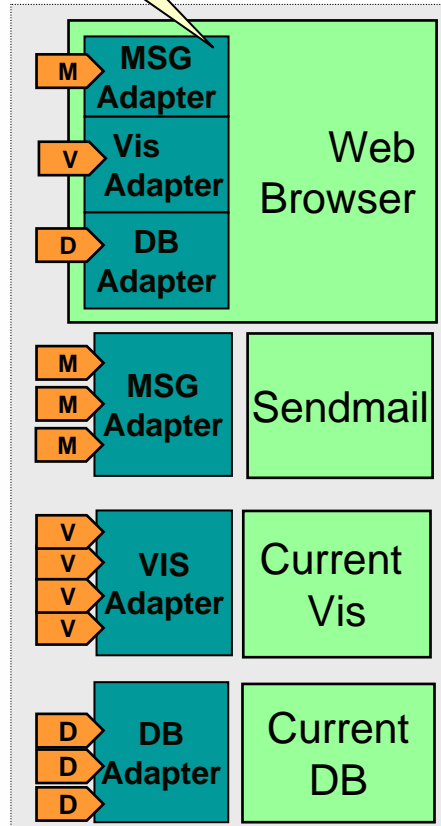 M
MSG
Adapter
V
Vis
Adapter
D
DB
Adapter
Web
Browser
M
M
M
MSG
Adapter
Sendmail
V
V
V
V
VIS
Adapter
Current
Vis
D
D
D
DB
Adapter
Current
DB